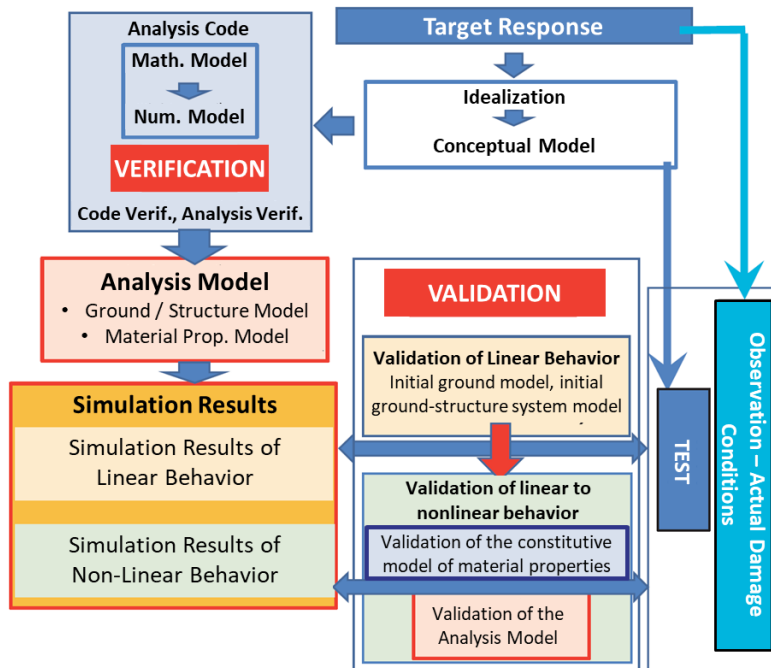 Analysis Code
Math. Model
Num. Model
VERIFICATION
Code Verif., Analysis Verif.
Target Response
Idealization
Conceptual Model
Analysis Model
• Ground / Structure Model
• Material Prop. Model
Simulation Results
Simulation Results of
Linear Behavior
Simulation Results of
Non-Linear Behavior
VALIDATION
Validation of Linear Behavior
Initial ground model, initial
ground-structure system model
Validation of linear to
nonlinear behavior
Validation of the constitutive
model of material properties
Validation of the
Analysis Model
TEST
Observation – Actual Damage
Conditions